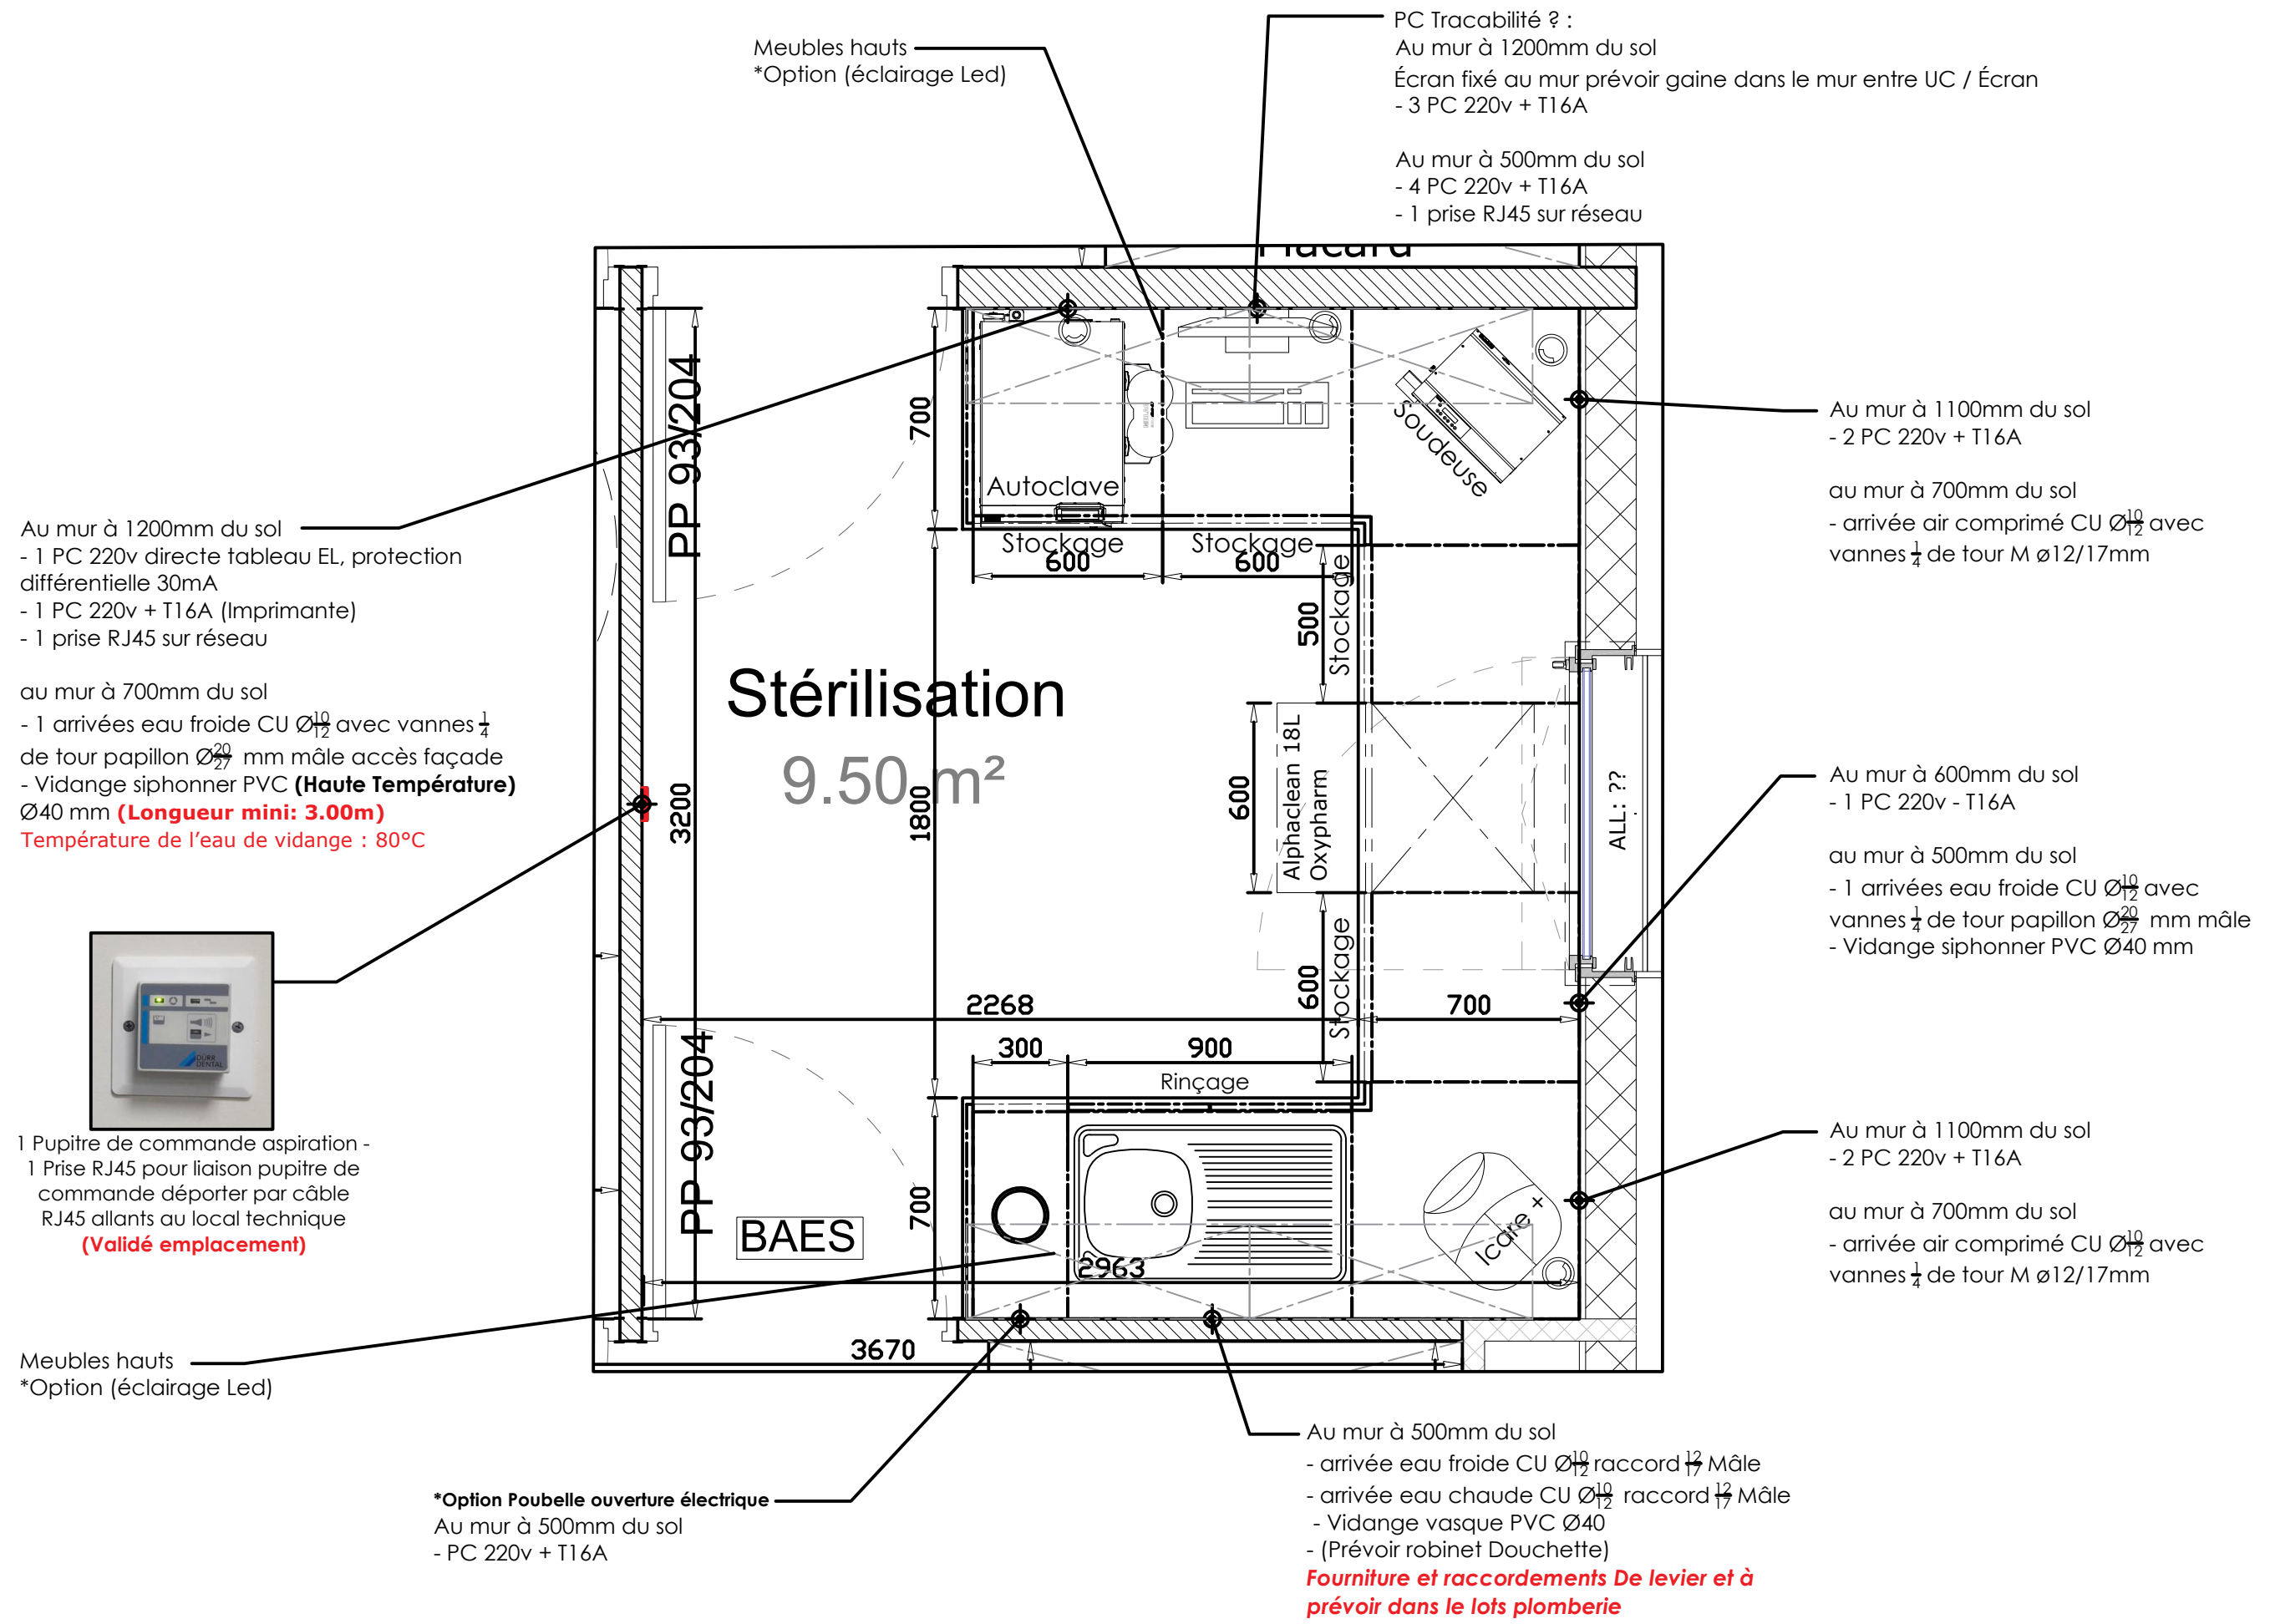 PC Tracabilité ? :
Au mur à 1200mm du sol
Écran fixé au mur prévoir gaine dans le mur entre UC / Écran
- 3 PC 220v + T16A
Au mur à 500mm du sol
- 4 PC 220v + T16A
- 1 prise RJ45 sur réseau
Meubles hauts
*Option (éclairage Led)
Placard
PP 93/204
700
Autoclave
Soudeuse
Stockage
Stockage
600
600
500
Stockage
Au mur à 1100mm du sol
- 2 PC 220v + T16A
au mur à 700mm du sol
- arrivée air comprimé CU Ø10/12 avec
vannes 1/4 de tour M ø12/17mm
Au mur à 1200mm du sol
- 1 PC 220v directe tableau EL, protection
différentielle 30mA
- 1 PC 220v + T16A (Imprimante)
- 1 prise RJ45 sur réseau
au mur à 700mm du sol
- 1 arrivées eau froide CU Ø10/12 avec vannes 1/4
de tour papillon Ø20/27 mm mâle accès façade
- Vidange siphonner PVC (Haute Température)
Ø40 mm (Longueur mini: 3.00m)
Température de l'eau de vidange : 80°C
Stérilisation
9.50 m²
3200
1800
600
Alphaclean 18L
Oxypharm
ALL: ??
Au mur à 600mm du sol
- 1 PC 220v - T16A
au mur à 500mm du sol
- 1 arrivées eau froide CU Ø10/12 avec
vannes 1/4 de tour papillon Ø20/27 mm mâle
- Vidange siphonner PVC Ø40 mm
600
Stockage
2268
700
300
900
Rinçage
DÜRR
DENTAL
1 Pupitre de commande aspiration -
1 Prise RJ45 pour liaison pupitre de
commande déporter par câble
RJ45 allants au local technique
(Validé emplacement)
PP 93/204
BAES
700
2963
Icare +
3670
Au mur à 1100mm du sol
- 2 PC 220v + T16A
au mur à 700mm du sol
- arrivée air comprimé CU Ø10/12 avec
vannes 1/4 de tour M ø12/17mm
Meubles hauts
*Option (éclairage Led)
*Option Poubelle ouverture électrique
Au mur à 500mm du sol
- PC 220v + T16A
Au mur à 500mm du sol
- arrivée eau froide CU Ø10/12 raccord 12/17 Mâle
- arrivée eau chaude CU Ø10/12 raccord 12/17 Mâle
- Vidange vasque PVC Ø40
- (Prévoir robinet Douchette)
Fourniture et raccordements De levier et à
prévoir dans le lots plomberie